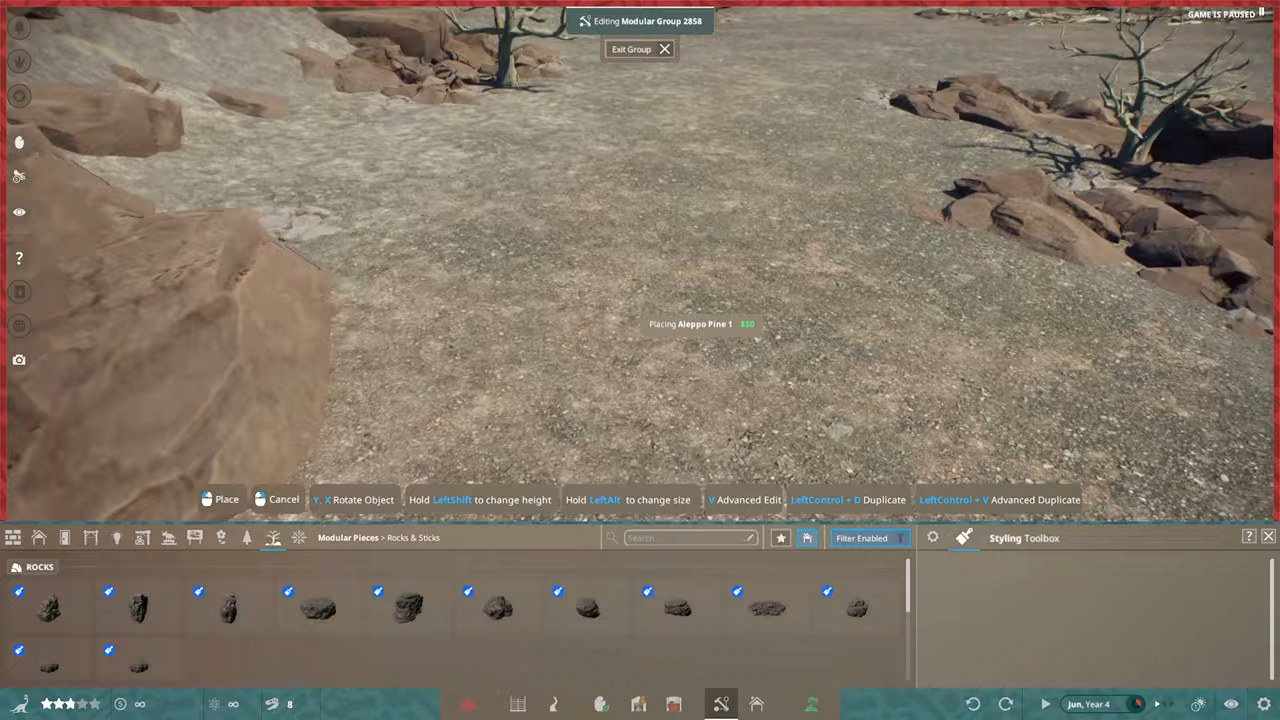 Editing Modular Group 2858
GAME IS PAUSED
Exit Group
Placing Aleppo Pine 1 $50
Place Cancel Y, X Rotate Object Hold LeftShift to change height Hold LeftAlt to change size V Advanced Edit LeftControl + D Duplicate LeftControl + V Advanced Duplicate
Modular Pieces > Rocks & Sticks
Search...
Filter Enabled
Styling Toolbox
?
ROCKS
$ ∞
∞
8
Jun, Year 4
?